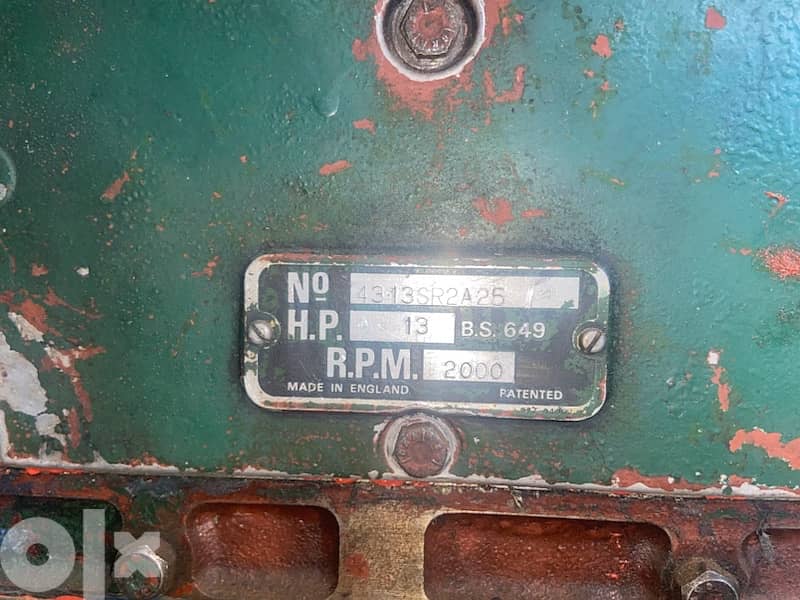 Nº 4313SR2A25
H.P. 13 B.S. 649
R.P.M. 2000
MADE IN ENGLAND PATENTED
olx